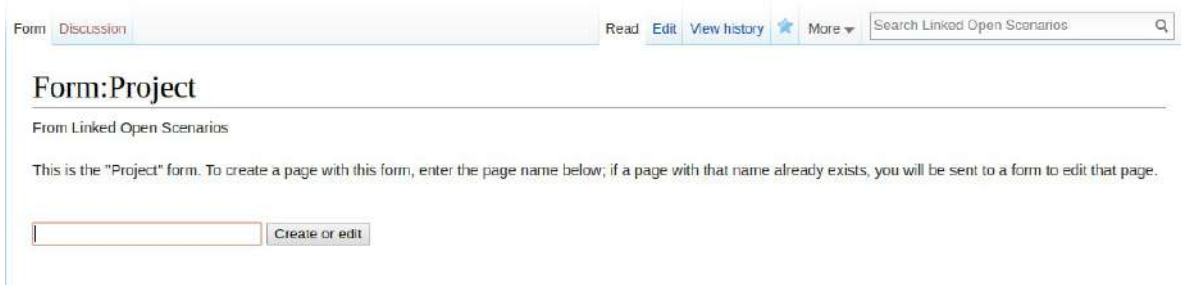 Form Discussion Read Edit View history More Search Linked Open Scenarios
Form:Project
From Linked Open Scenarios
This is the "Project" form. To create a page with this form, enter the page name below; if a page with that name already exists, you will be sent to a form to edit that page.
Create or edit